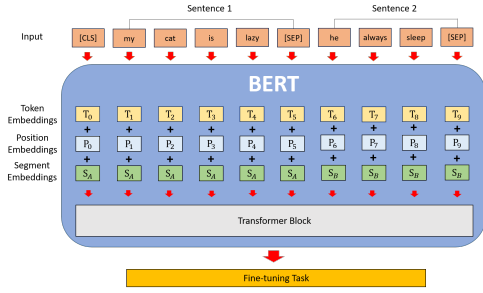 Sentence 1 Sentence 2
Input [CLS] my cat is lazy [SEP] he always sleep [SEP]
BERT
Token Embeddings T0 T1 T2 T3 T4 T5 T6 T7 T8 T9
+ + + + + + + + + +
Position Embeddings P0 P1 P2 P3 P4 P5 P6 P7 P8 P9
+ + + + + + + + + +
Segment Embeddings SA SA SA SA SA SA SB SB SB SB
Transformer Block
Fine-tuning Task